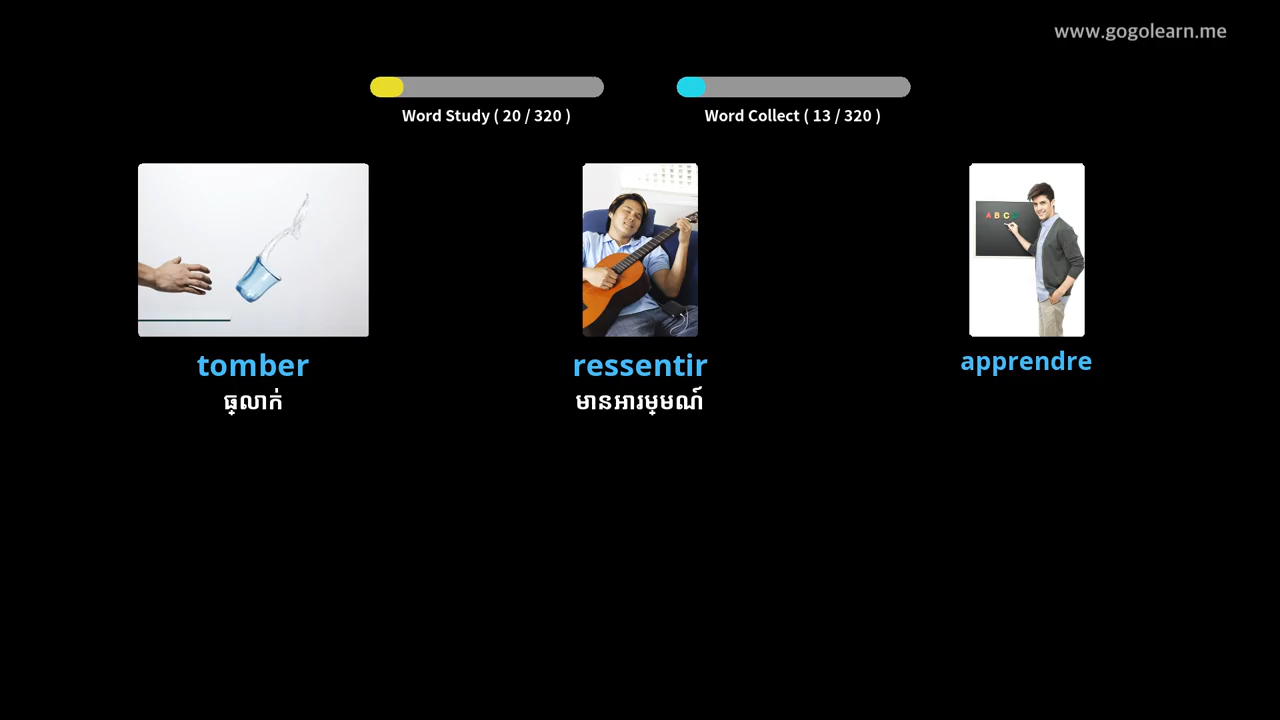 www.gogolearn.me
Word Study ( 20 / 320 )
Word Collect ( 13 / 320 )
A B C
tomber
ressentir
apprendre
ធ្លាក់
មានអារម្មណ៍